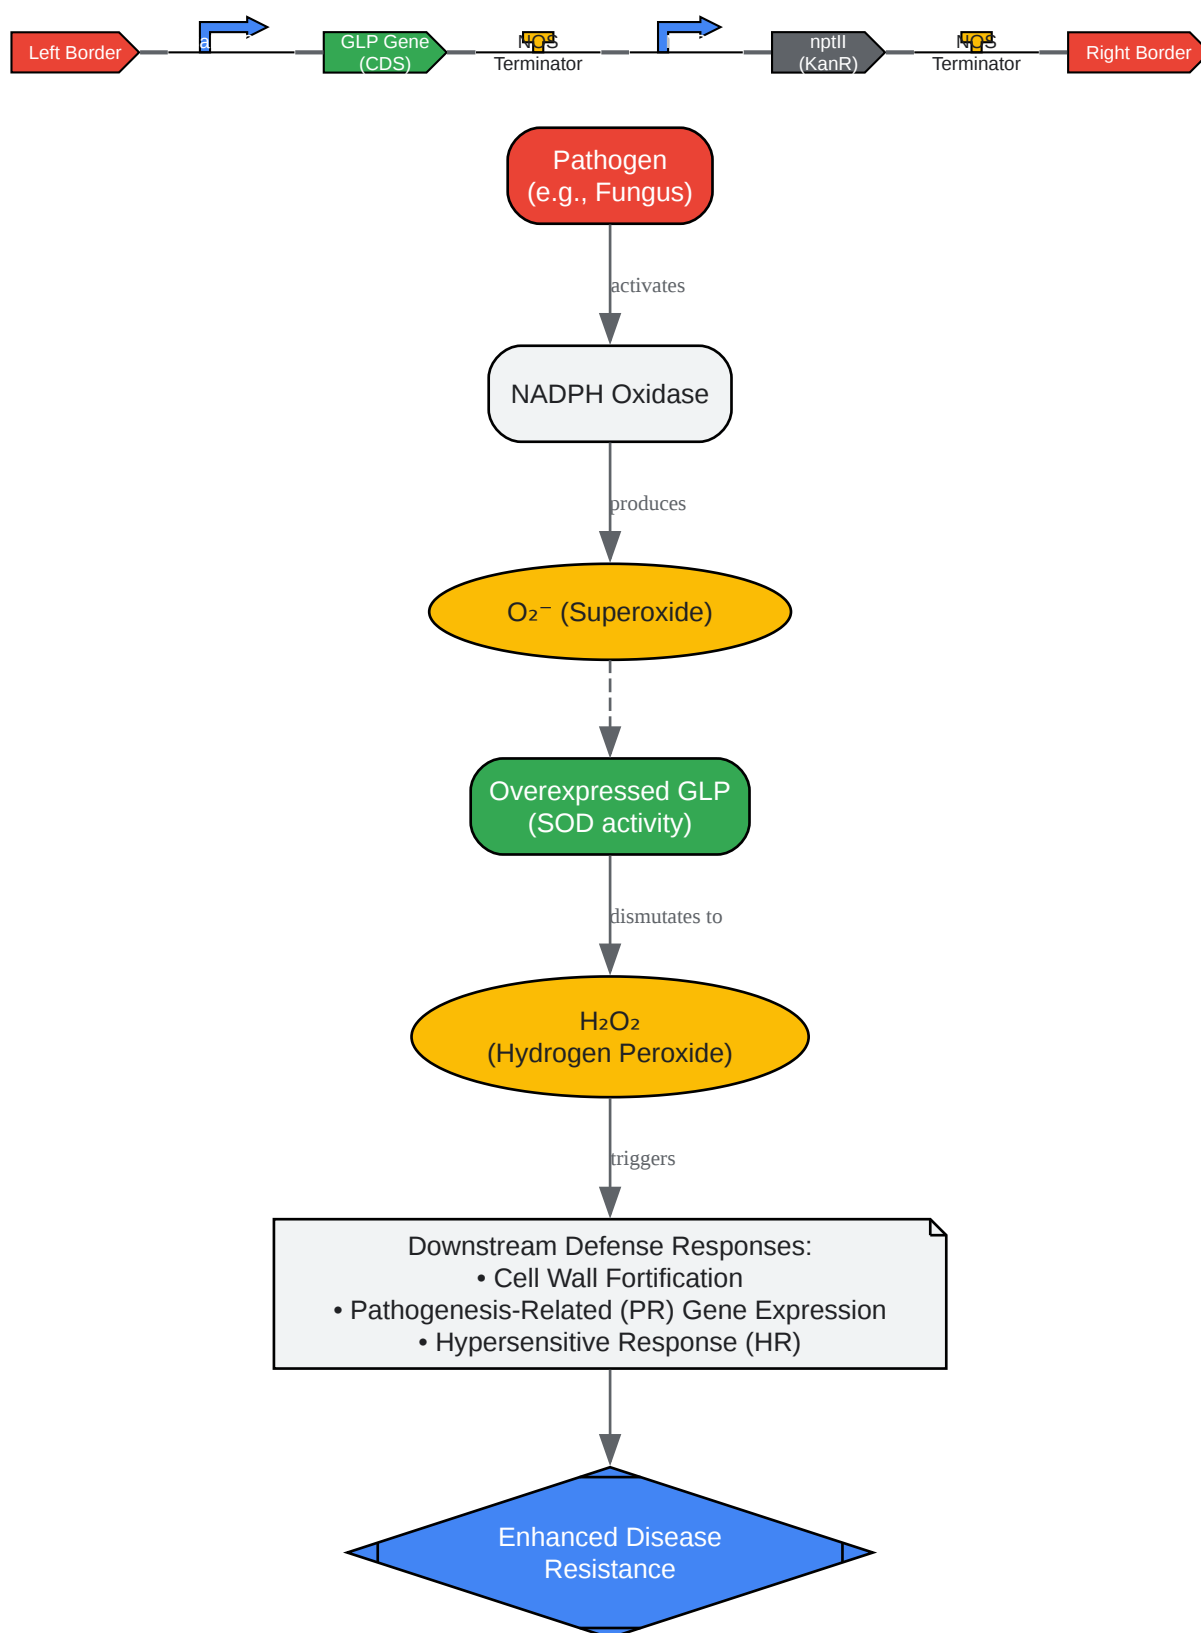 Left Border
GLP Gene
(CDS)
NOS
Terminator
nptII
(KanR)
NOS
Terminator
Right Border
Pathogen
(e.g., Fungus)
activates
NADPH Oxidase
produces
O₂⁻ (Superoxide)
Overexpressed GLP
(SOD activity)
dismutates to
H₂O₂
(Hydrogen Peroxide)
triggers
Downstream Defense Responses:
• Cell Wall Fortification
• Pathogenesis-Related (PR) Gene Expression
• Hypersensitive Response (HR)
Enhanced Disease
Resistance